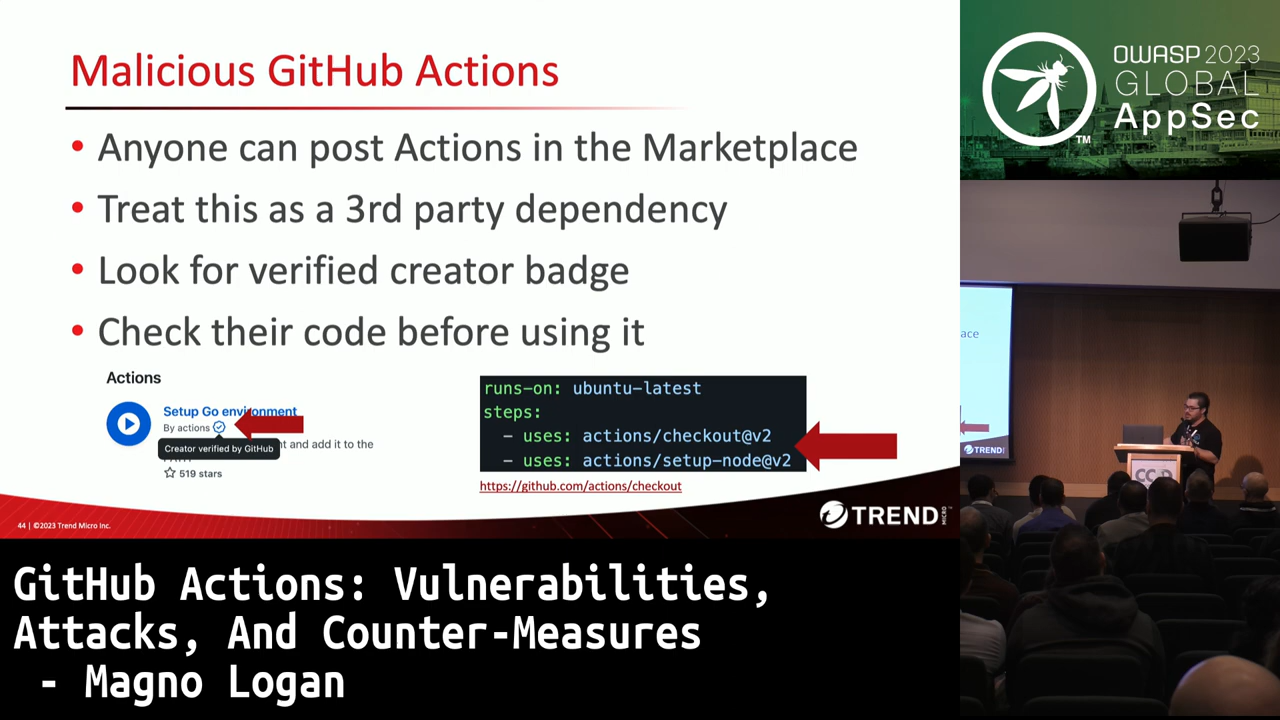 Malicious GitHub Actions
• Anyone can post Actions in the Marketplace
• Treat this as a 3rd party dependency
• Look for verified creator badge
• Check their code before using it
Actions
Setup Go environment
By actions
Creator verified by GitHub
nt and add it to the
519 stars
runs-on: ubuntu-latest
steps:
- uses: actions/checkout@v2
- uses: actions/setup-node@v2
https://github.com/actions/checkout
44 | ©2023 Trend Micro Inc.
TREND MICRO
GitHub Actions: Vulnerabilities,
Attacks, And Counter-Measures
- Magno Logan
OWASP 2023
GLOBAL
AppSec
TM
ace
TREND